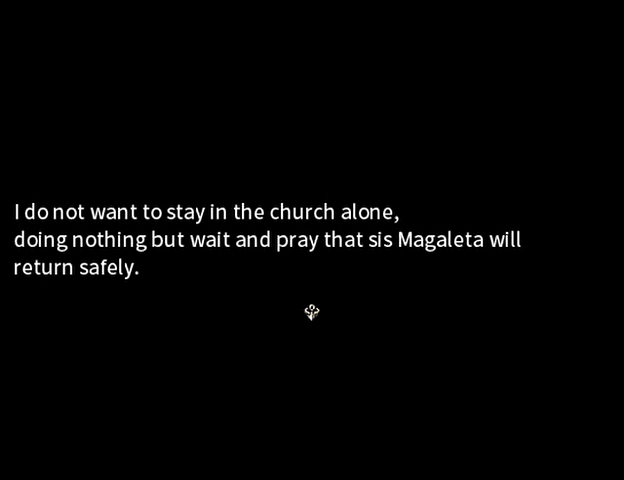 I do not want to stay in the church alone,
doing nothing but wait and pray that sis Magaleta will
return safely.